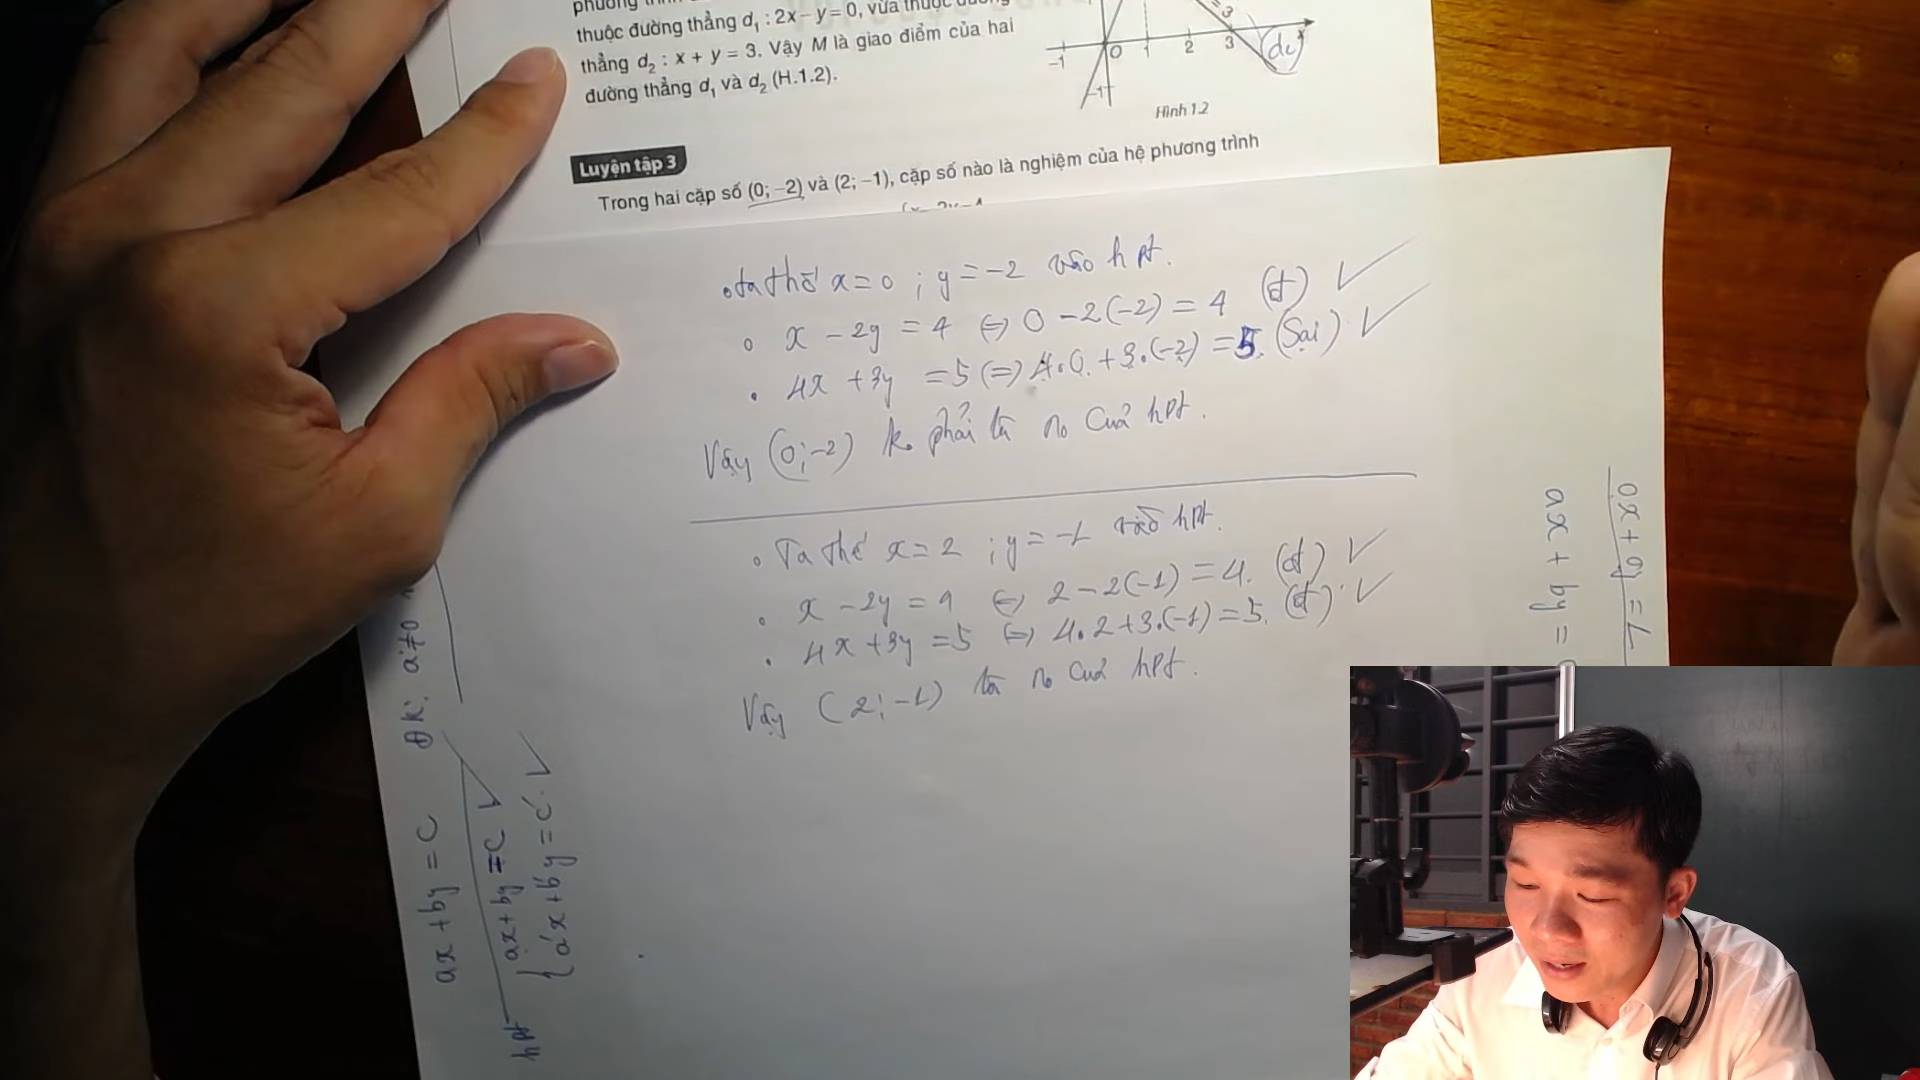 thuộc đường thẳng d₁ : 2x – y = 0, vừa thuộc đường
thẳng d₂ : x + y = 3. Vậy M là giao điểm của hai
đường thẳng d₁ và d₂ (H.1.2).
-1 O 1 2 3 x
-1
Hình 1.2
Luyện tập 3
Trong hai cặp số (0; –2) và (2; –1), cặp số nào là nghiệm của hệ phương trình
• ta thế x = 0 ; y = -2 vào hpt.
∘ x - 2y = 4 ⇔ 0 - 2(-2) = 4 (đ) ✓
• 4x + 3y = 5 ⇔ 4.0 + 3.(-2) = 5. (Sai) ✓
Vậy (0; -2) k. phải là no của hpt.
∘ Ta thế x = 2 ; y = -1 vào hpt.
• x - 2y = 4 ⇔ 2 - 2(-1) = 4. (đ) ✓
• 4x + 3y = 5 ⇔ 4.2 + 3.(-1) = 5. (đ) ✓
Vậy (2; -1) là no của hpt.
ax + by = c Đk: a ≠ 0
hpt { ax + by = c ✓
a'x + b'y = c' ✓
0x + 0y = 1
ax + by =